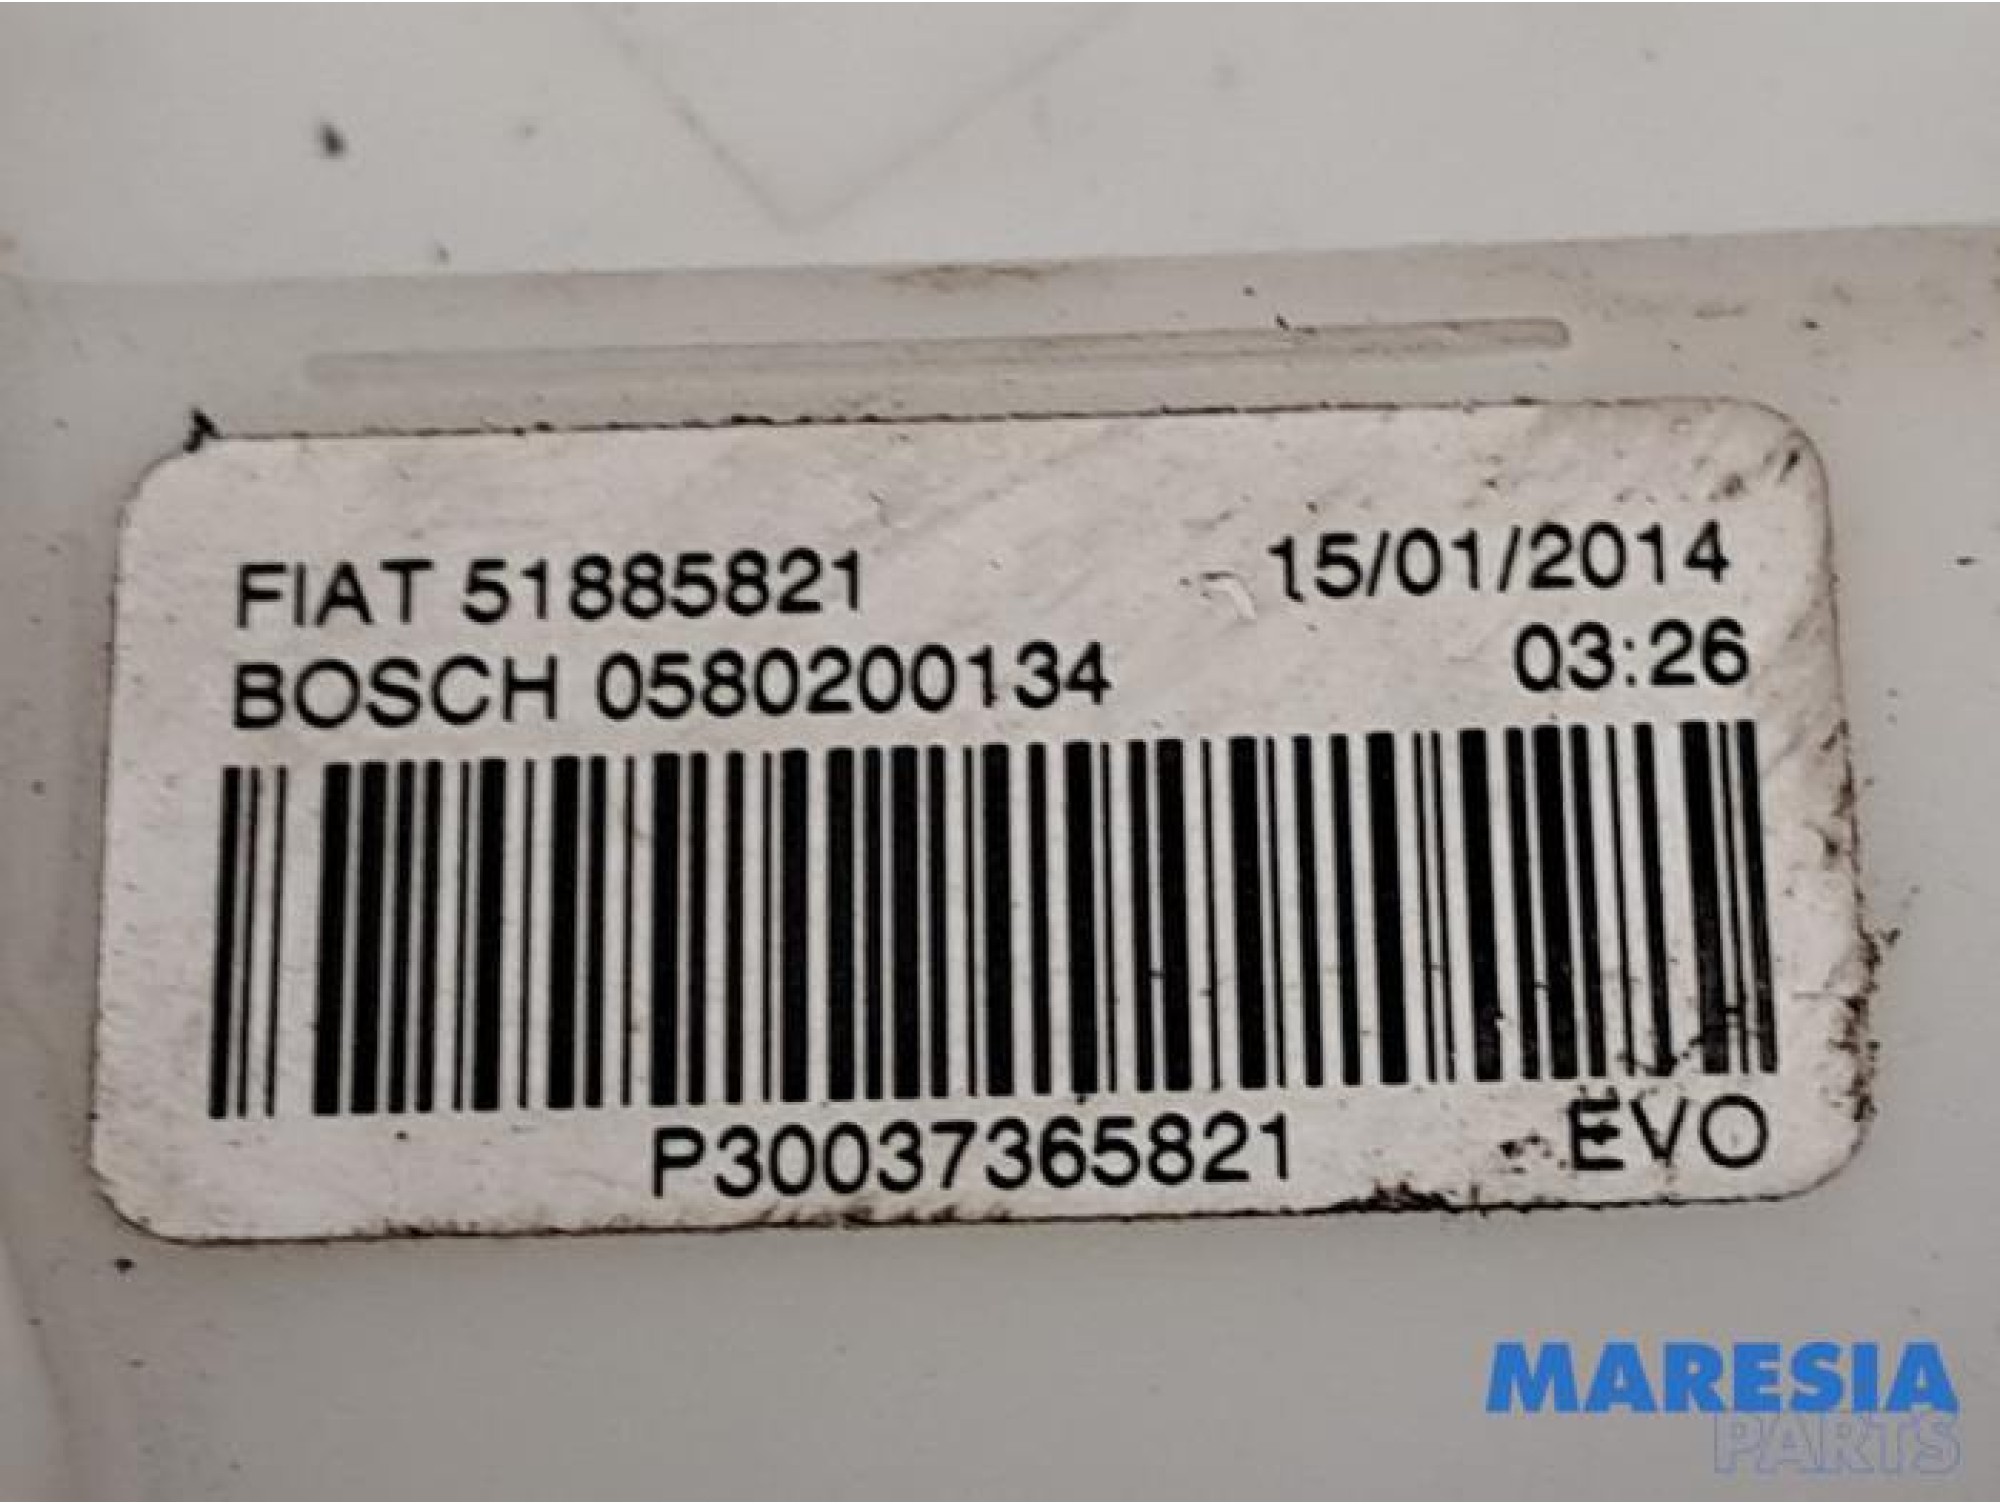 FIAT 51885821 15/01/2014
BOSCH 0580200134 03:26
P30037365821 EVO
MARESIA
PARTS